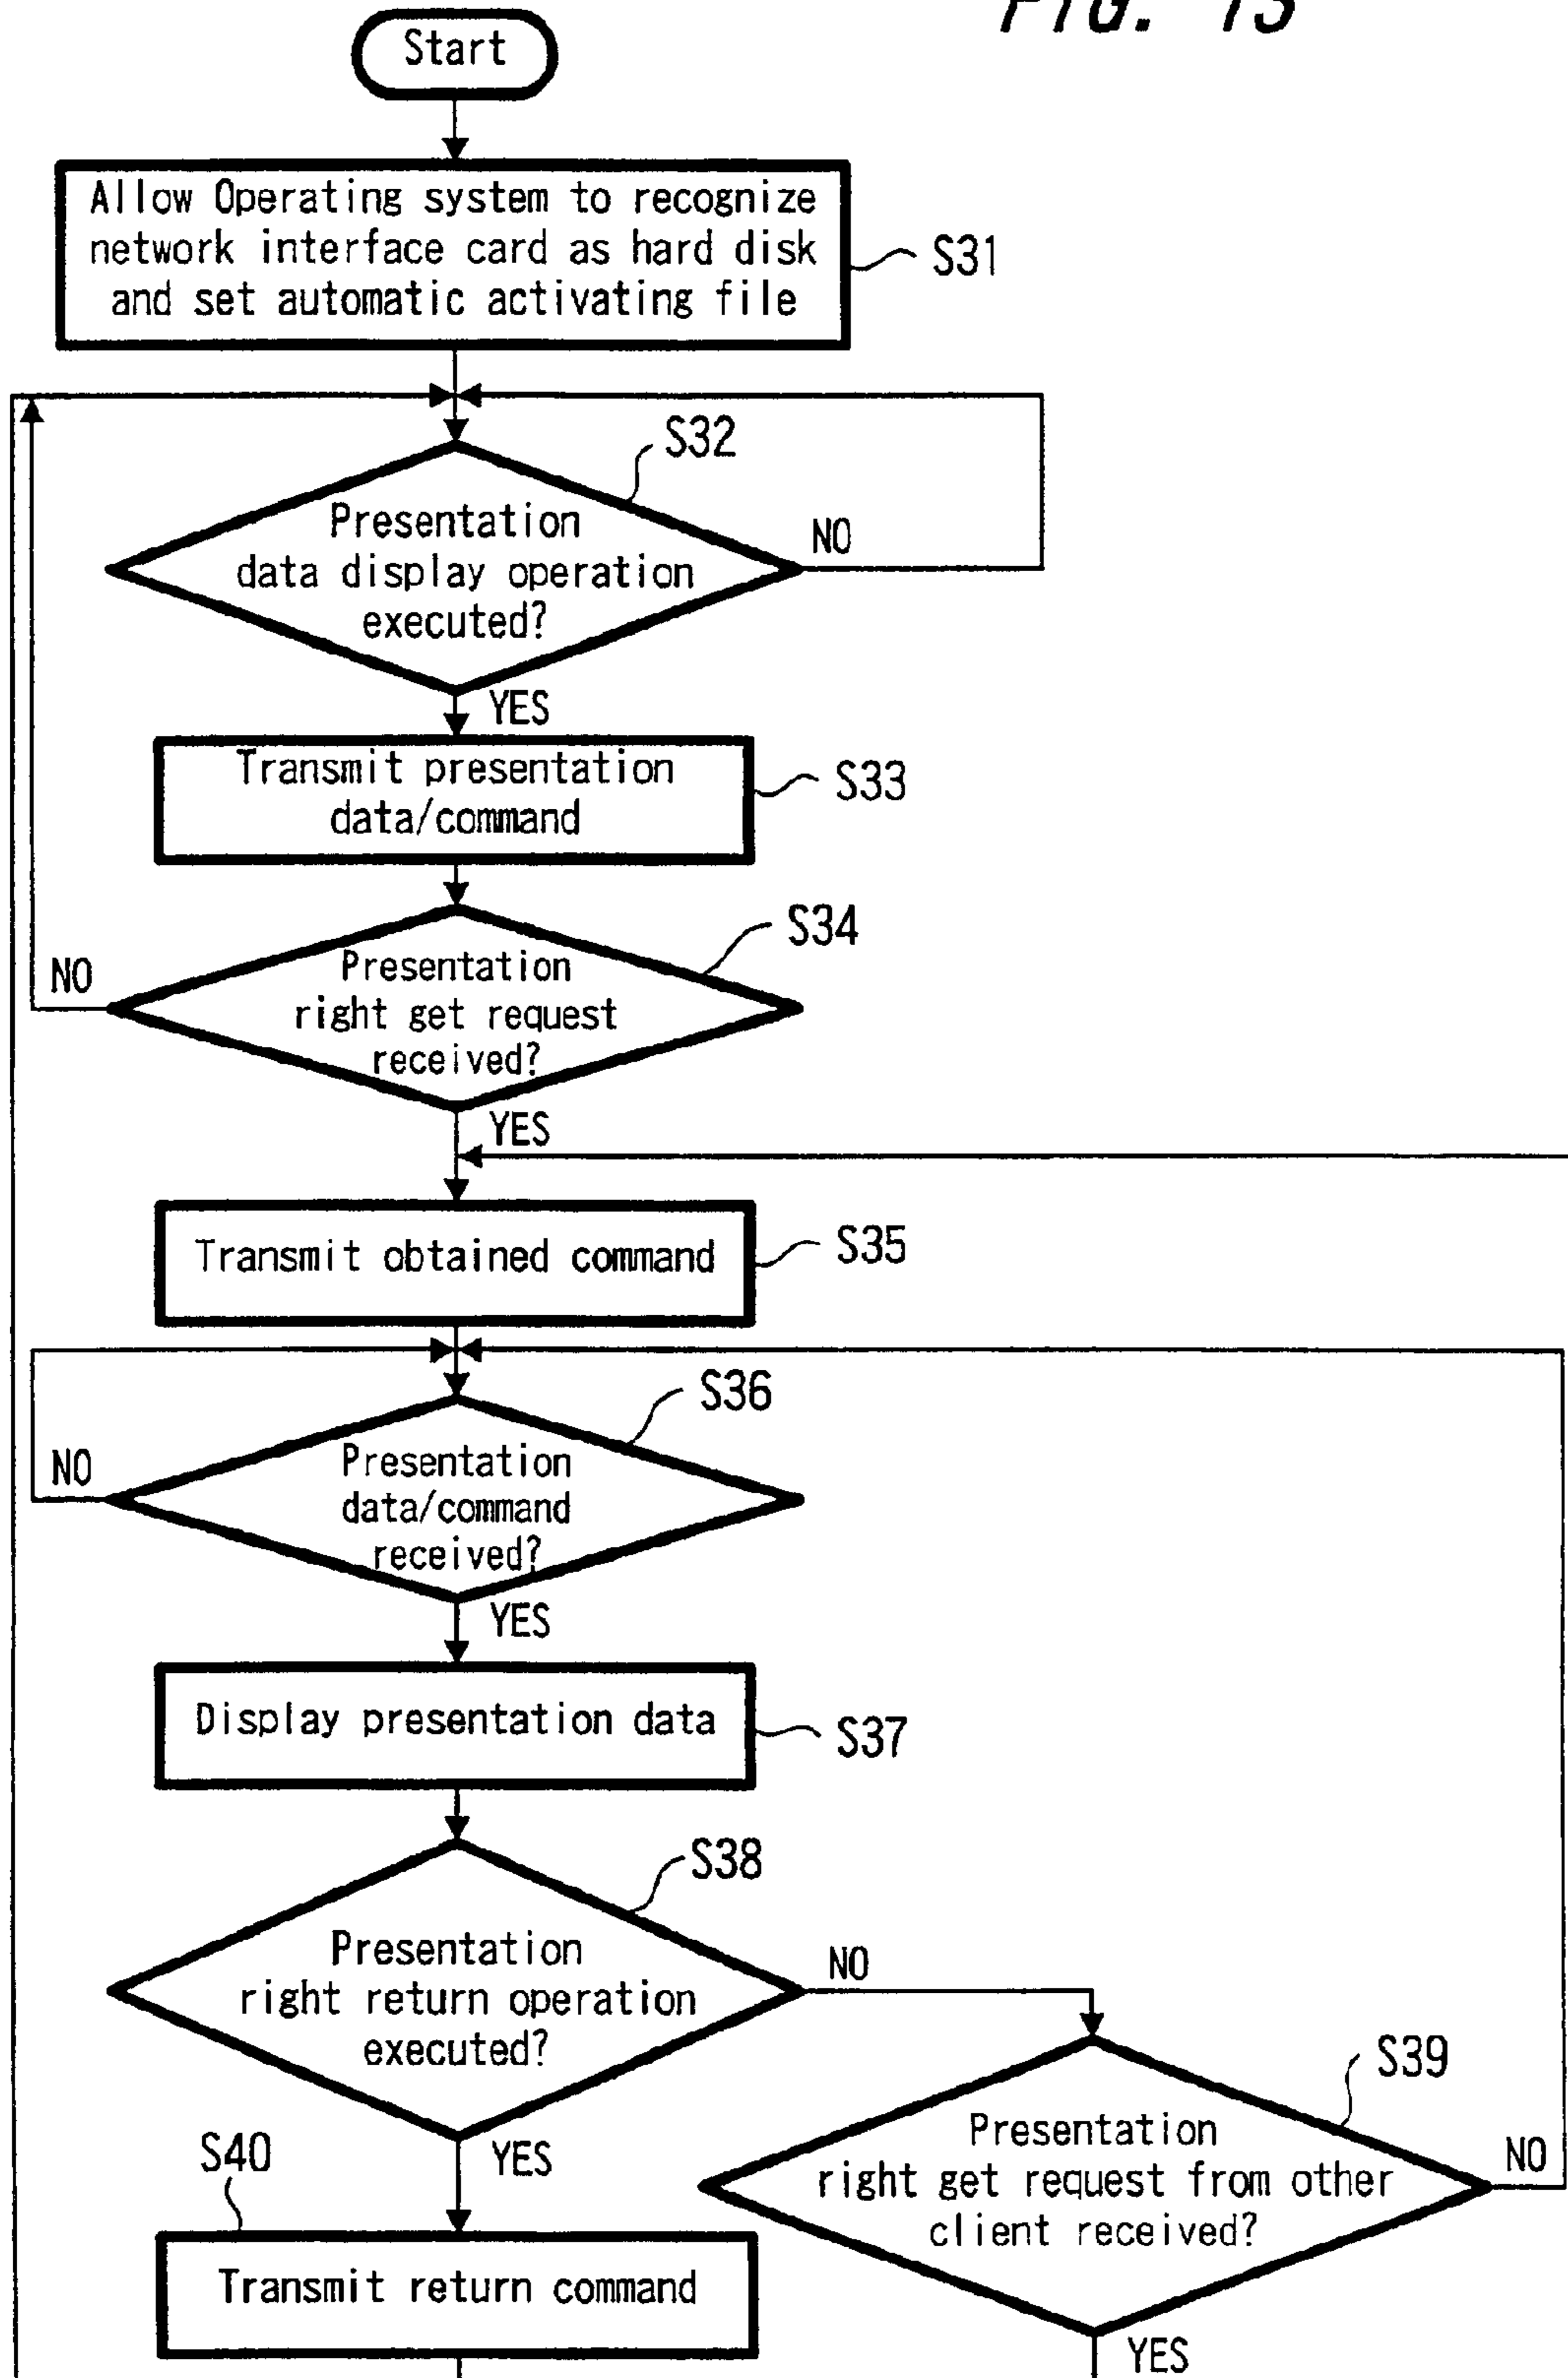 FIG. 13
Start
Allow Operating system to recognize
network interface card as hard disk
and set automatic activating file
S31
S32
Presentation
data display operation
executed?
NO
YES
Transmit presentation
data/command
S33
S34
Presentation
right get request
received?
NO
YES
Transmit obtained command
S35
S36
Presentation
data/command
received?
NO
YES
Display presentation data
S37
S38
Presentation
right return operation
executed?
NO
YES
S39
Presentation
right get request from other
client received?
NO
YES
S40
Transmit return command